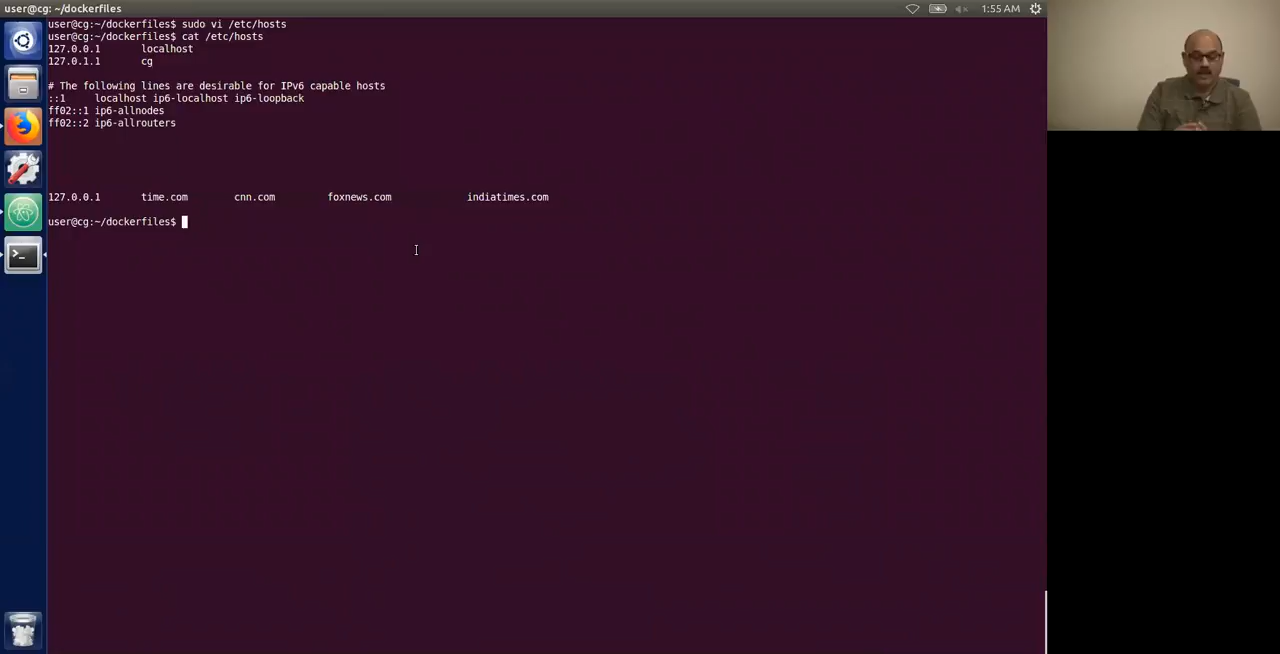 user@cg: ~/dockerfiles
1:55 AM
user@cg:~/dockerfiles$ sudo vi /etc/hosts
user@cg:~/dockerfiles$ cat /etc/hosts
127.0.0.1 localhost
127.0.1.1 cg
# The following lines are desirable for IPv6 capable hosts
::1 localhost ip6-localhost ip6-loopback
ff02::1 ip6-allnodes
ff02::2 ip6-allrouters
127.0.0.1 time.com cnn.com foxnews.com indiatimes.com
user@cg:~/dockerfiles$